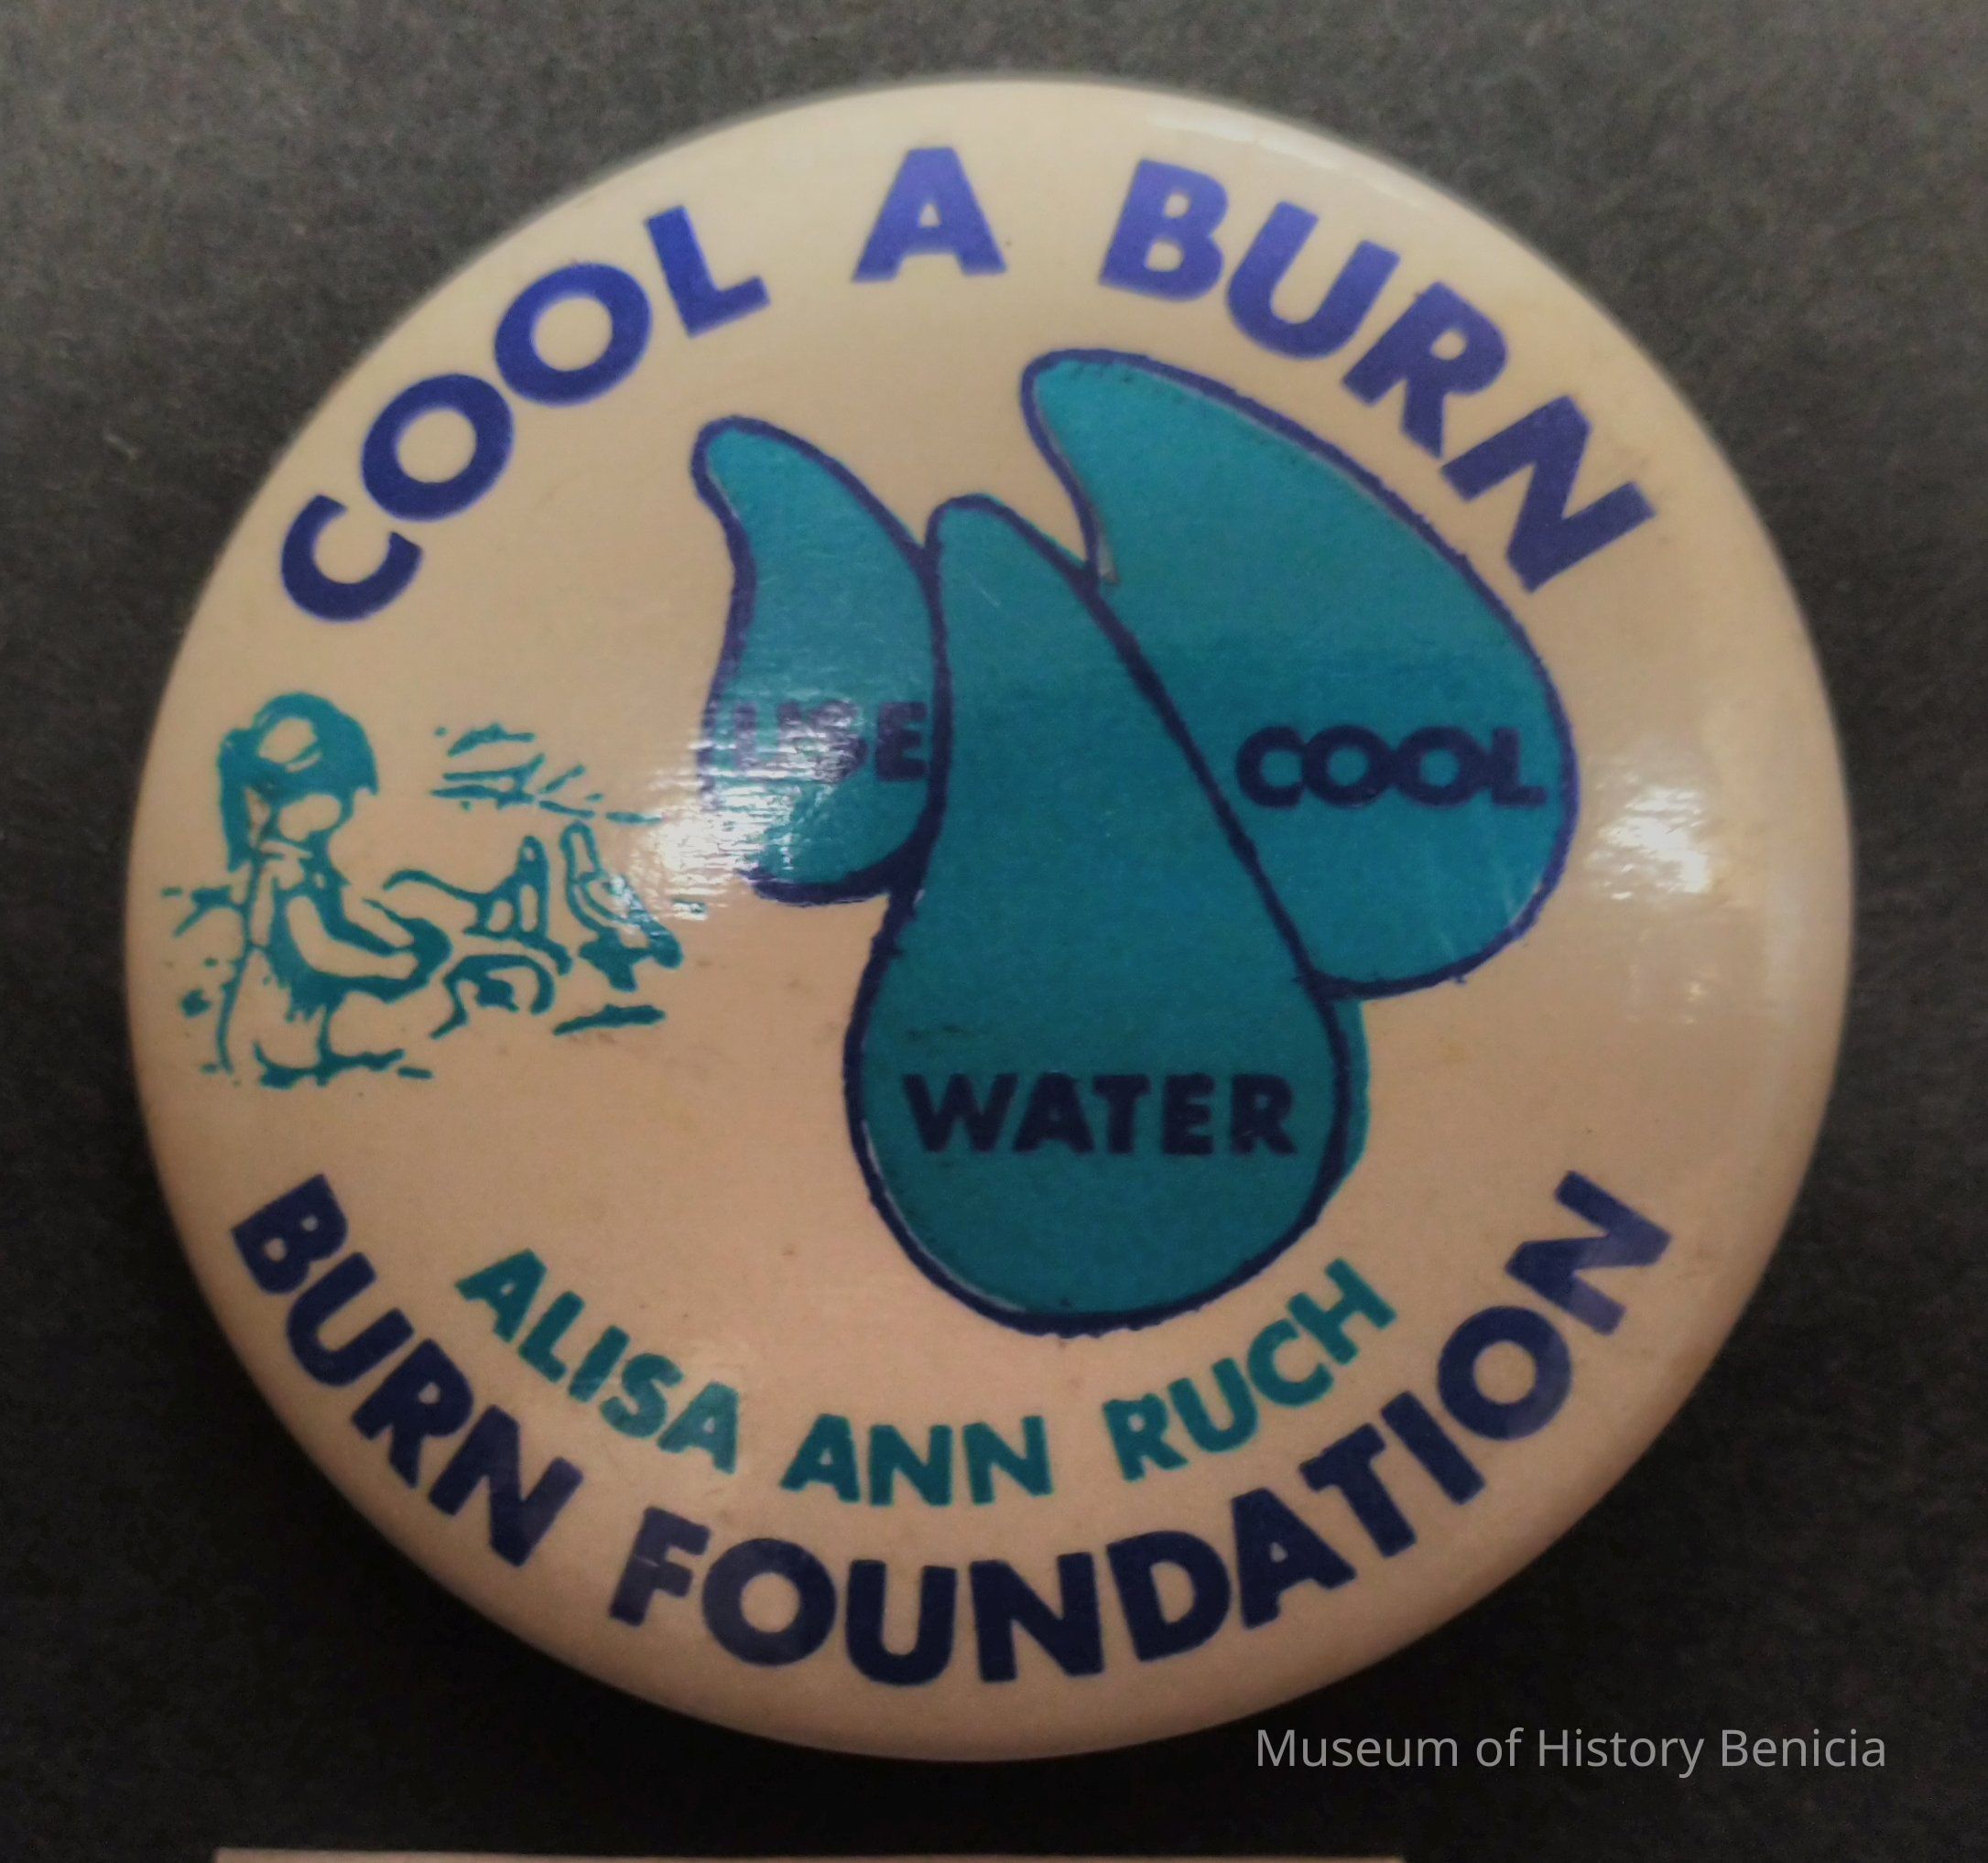 COOL A BURN
USE
COOL
WATER
ALISA ANN RUCH
BURN FOUNDATION
Museum of History Benicia